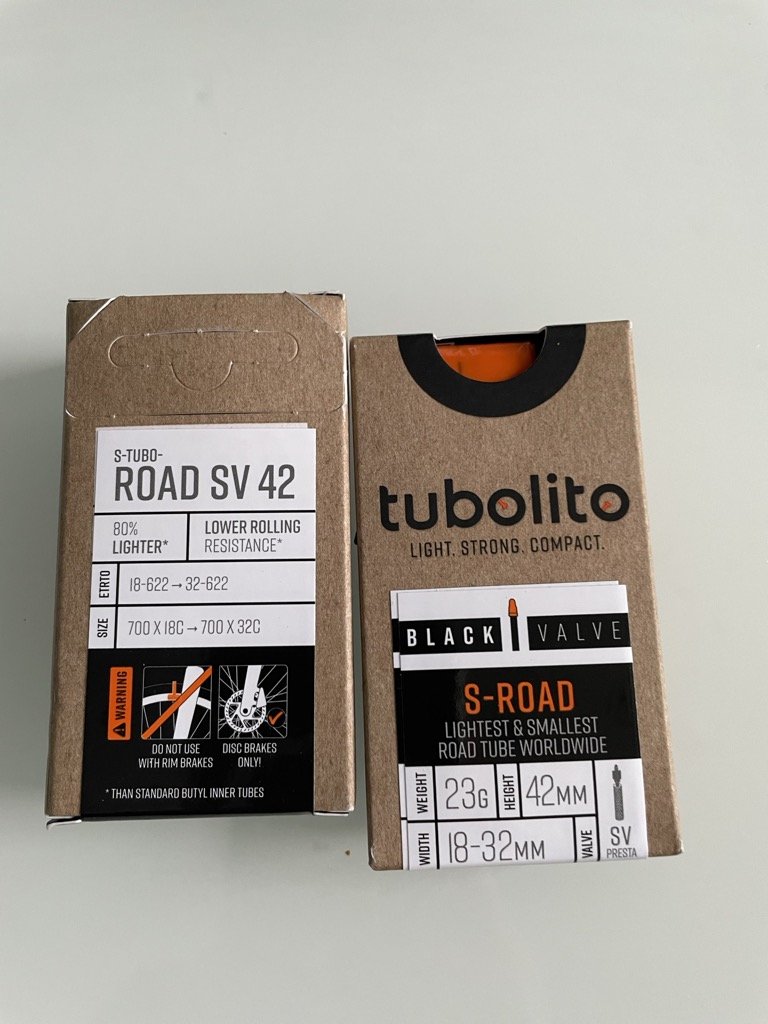 S-TUBO-
ROAD SV 42
80%
LIGHTER*
LOWER ROLLING
RESISTANCE*
ETRTO
18-622 → 32-622
SIZE
700 X 18C → 700 X 32C
WARNING
DO NOT USE
WITH RIM BRAKES
DISC BRAKES
ONLY!
* THAN STANDARD BUTYL INNER TUBES
tubolito
LIGHT. STRONG. COMPACT.
BLACK VALVE
S-ROAD
LIGHTEST & SMALLEST
ROAD TUBE WORLDWIDE
WEIGHT
23G
HEIGHT
42MM
WIDTH
18-32MM
VALVE
SV
PRESTA